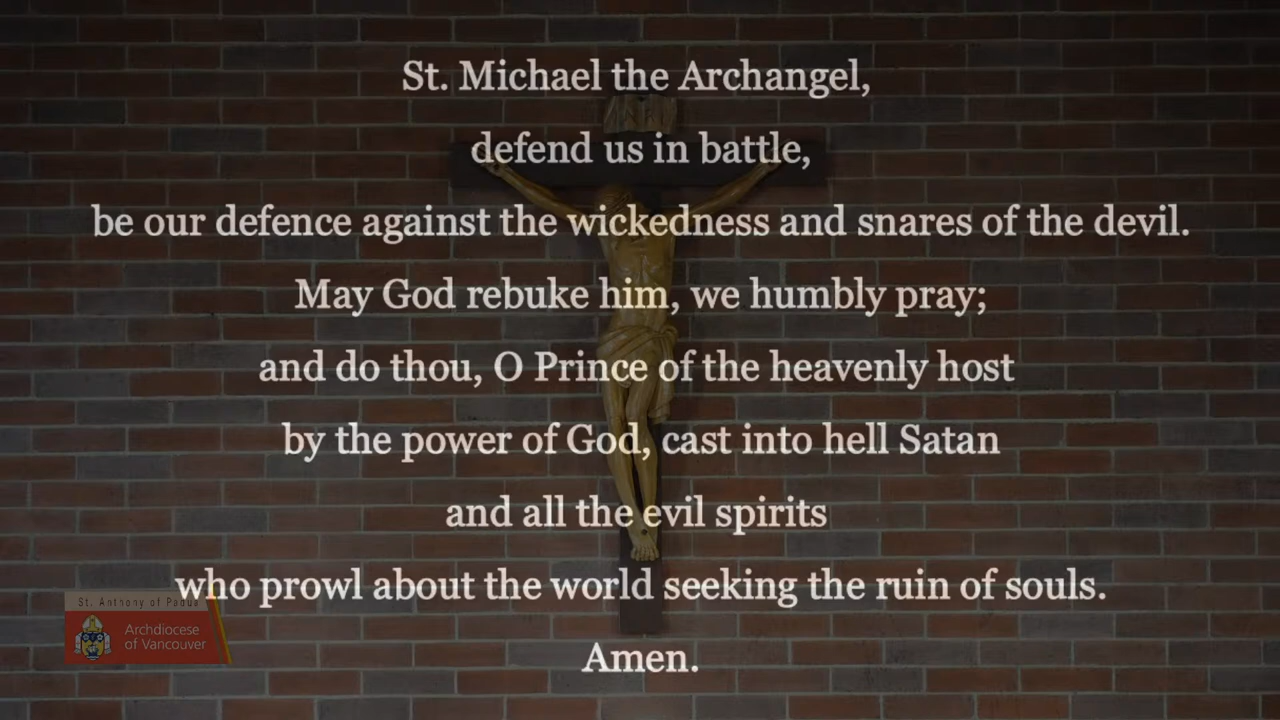 St. Michael the Archangel,
defend us in battle,
be our defence against the wickedness and snares of the devil.
May God rebuke him, we humbly pray;
and do thou, O Prince of the heavenly host
by the power of God, cast into hell Satan
and all the evil spirits
who prowl about the world seeking the ruin of souls.
Amen.
St. Anthony of Padua
Archdiocese
of Vancouver